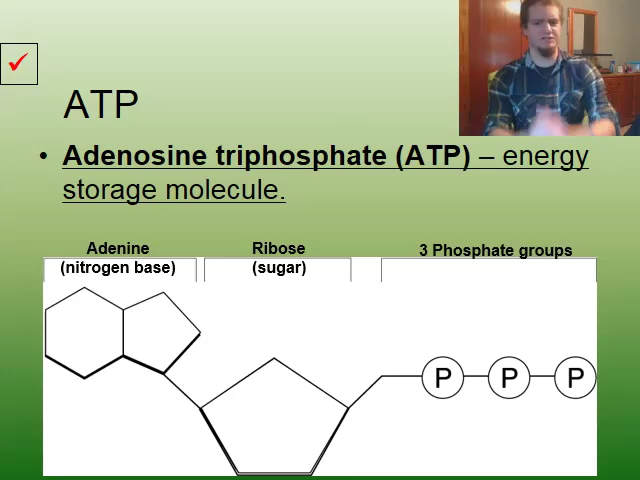 ATP
• Adenosine triphosphate (ATP) – energy
storage molecule.
Adenine
(nitrogen base)
Ribose
(sugar)
3 Phosphate groups
P P P